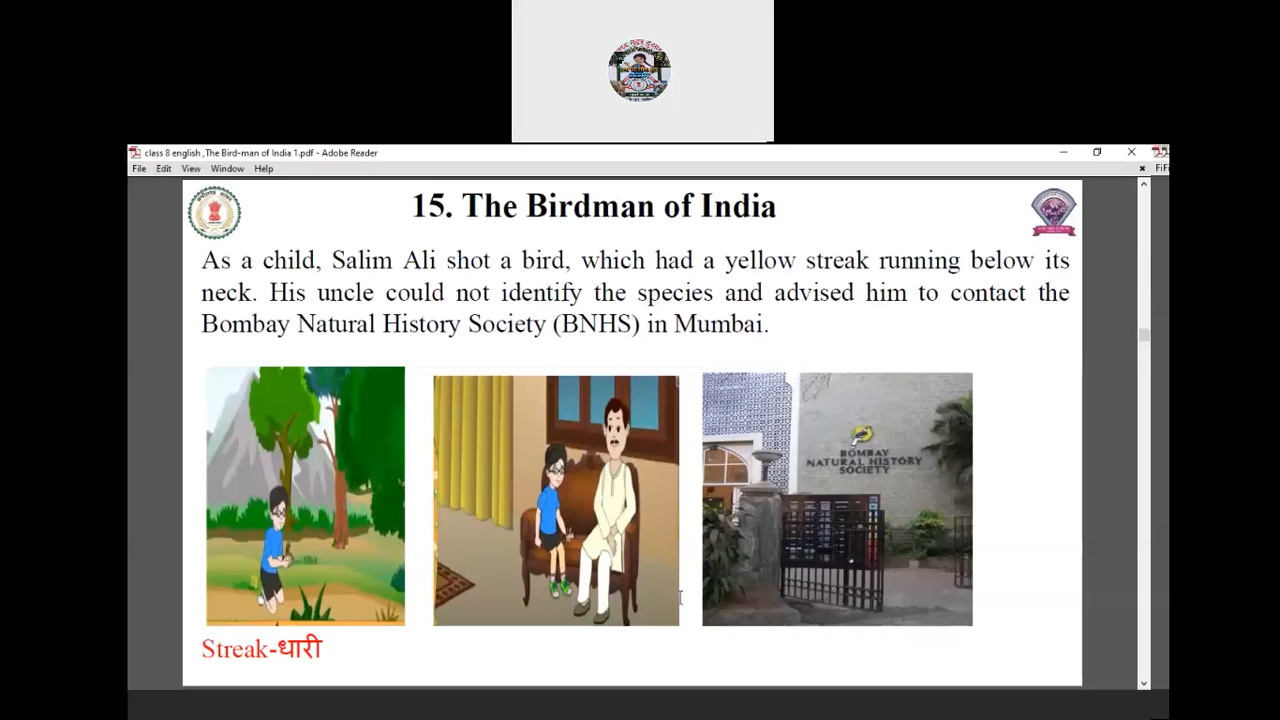 class 8 english ,The Bird-man of India 1.pdf - Adobe Reader
File Edit View Window Help
FiFi
15. The Birdman of India
As a child, Salim Ali shot a bird, which had a yellow streak running below its
neck. His uncle could not identify the species and advised him to contact the
Bombay Natural History Society (BNHS) in Mumbai.
BOMBAY
NATURAL HISTORY
SOCIETY
Streak-धारी